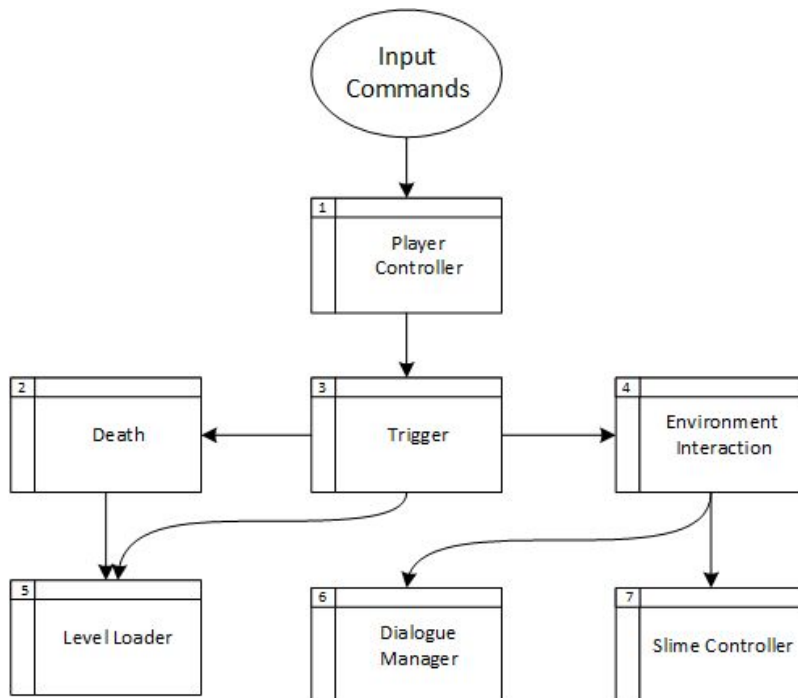 Input
Commands
1
Player
Controller
2
Death
3
Trigger
4
Environment
Interaction
5
Level Loader
6
Dialogue
Manager
7
Slime Controller